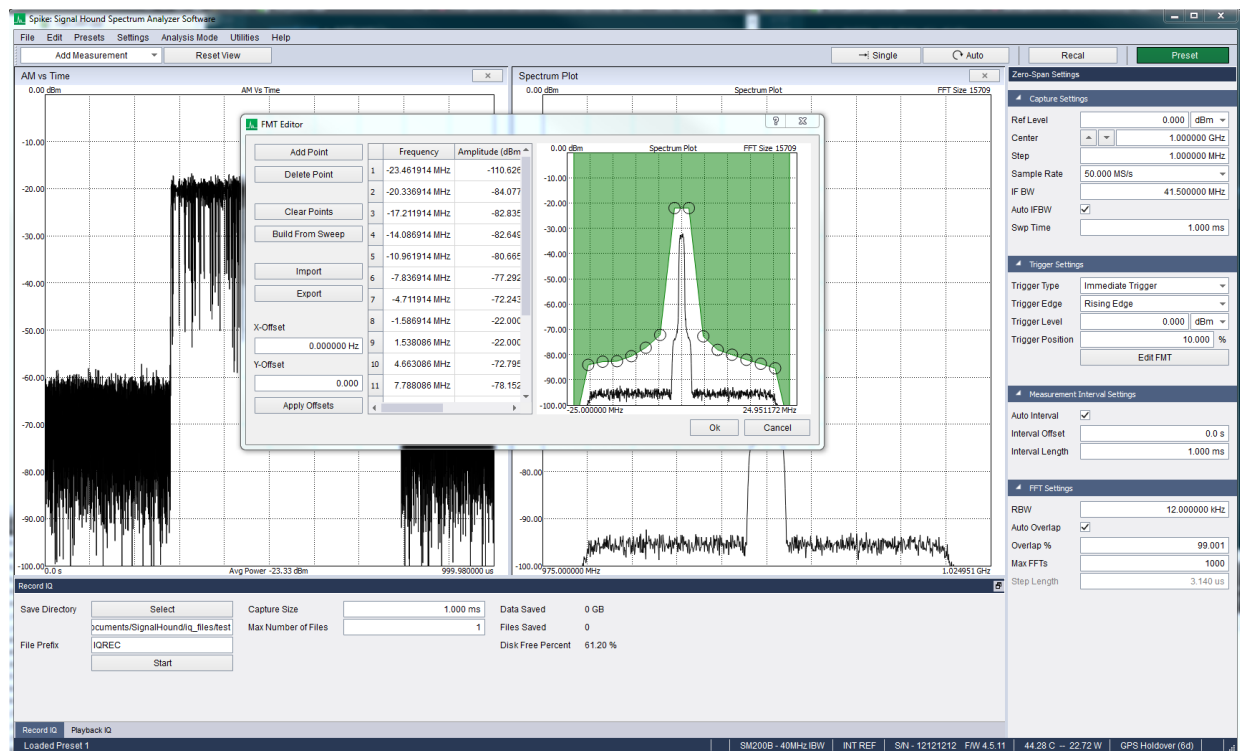 Spike: Signal Hound Spectrum Analyzer Software
File Edit Presets Settings Analysis Mode Utilities Help
Add Measurement Reset View Single Auto Recal Preset
AM vs Time
0.00 dBm AM Vs Time
-10.00
-20.00
-30.00
-40.00
-50.00
-60.00
-70.00
-80.00
-90.00
-100.00
0.0 s Avg Power -23.33 dBm 999.980000 us
Spectrum Plot
0.00 dBm Spectrum Plot FFT Size 15709
-80.00
-90.00
-100.00
975.000000 MHz 1.024951 GHz
FMT Editor
Add Point
Delete Point
Clear Points
Build From Sweep
Import
Export
X-Offset
0.000000 Hz
Y-Offset
0.000
Apply Offsets
Frequency Amplitude (dBm
1 -23.461914 MHz -110.626
2 -20.336914 MHz -84.077
3 -17.211914 MHz -82.835
4 -14.086914 MHz -82.649
5 -10.961914 MHz -80.665
6 -7.836914 MHz -77.292
7 -4.711914 MHz -72.243
8 -1.586914 MHz -22.000
9 1.538086 MHz -22.000
10 4.663086 MHz -72.795
11 7.788086 MHz -78.152
0.00 dBm Spectrum Plot FFT Size 15709
-10.00
-20.00
-30.00
-40.00
-50.00
-60.00
-70.00
-80.00
-90.00
-100.00
-25.000000 MHz 24.951172 MHz
Ok Cancel
Zero-Span Settings
Capture Settings
Ref Level 0.000 dBm
Center 1.000000 GHz
Step 1.000000 MHz
Sample Rate 50.000 MS/s
IF BW 41.500000 MHz
Auto IFBW
Swp Time 1.000 ms
Trigger Settings
Trigger Type Immediate Trigger
Trigger Edge Rising Edge
Trigger Level 0.000 dBm
Trigger Position 10.000 %
Edit FMT
Measurement Interval Settings
Auto Interval
Interval Offset 0.0 s
Interval Length 1.000 ms
FFT Settings
RBW 12.000000 kHz
Auto Overlap
Overlap % 99.001
Max FFTs 1000
Step Length 3.140 us
Record IQ
Save Directory Select Capture Size 1.000 ms Data Saved 0 GB
ocuments/SignalHound/iq_files/test Max Number of Files 1 Files Saved 0
File Prefix IQREC Disk Free Percent 61.20 %
Start
Record IQ Playback IQ
Loaded Preset 1 SM200B - 40MHz IBW INT REF S/N - 12121212 F/W 4.5.11 44.28 C -- 22.72 W GPS Holdover (6d)